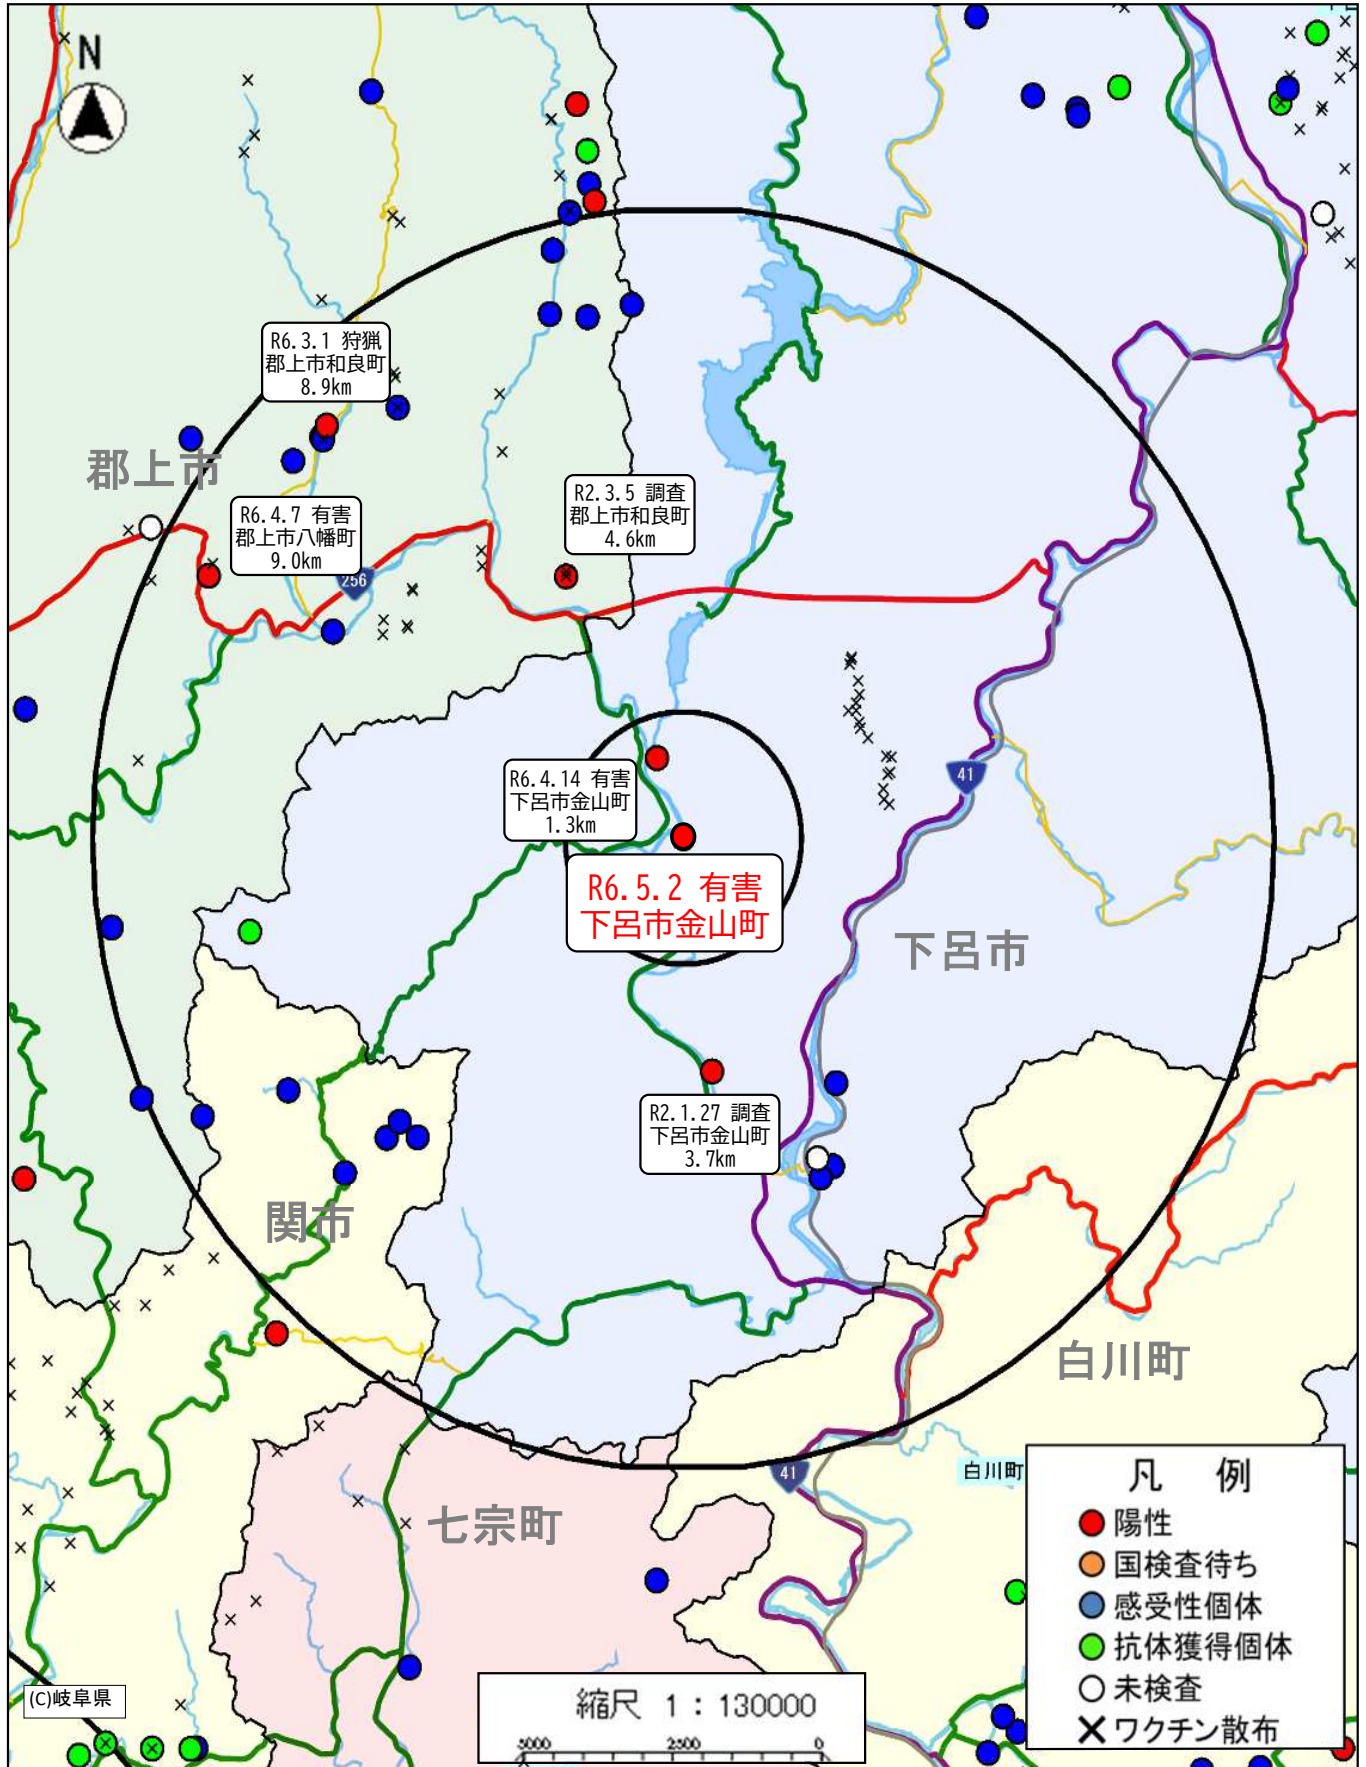 N
R6.3.1 狩猟
郡上市和良町
8.9km
郡上市
R6.4.7 有害
郡上市八幡町
9.0km
R2.3.5 調査
郡上市和良町
4.6km
256
R6.4.14 有害
下呂市金山町
1.3km
41
R6.5.2 有害
下呂市金山町
下呂市
R2.1.27 調査
下呂市金山町
3.7km
関市
白川町
41
白川町
七宗町
凡 例
陽性
国検査待ち
感受性個体
抗体獲得個体
未検査
ワクチン散布
(C)岐阜県
縮尺 1：130000
5000 2500 0